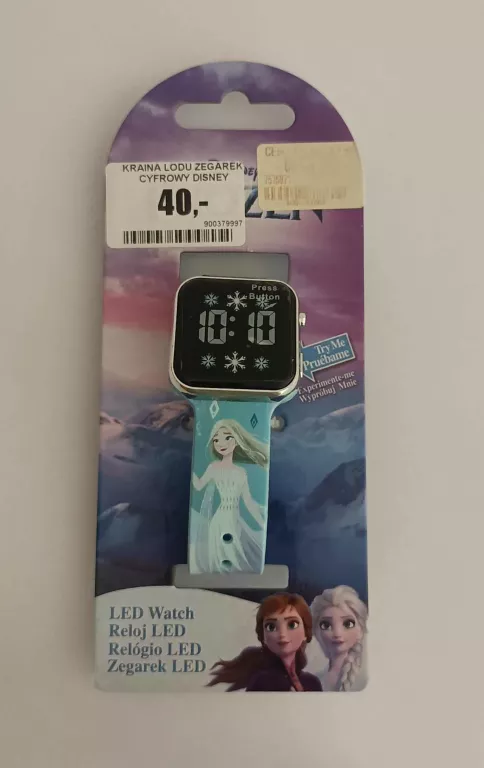 KRAINA LODU ZEGAREK
CYFROWY DISNEY
40,-
900379997
Press
Button
10:10
Try Me
Pruébame
Experimente-me
Wypróbuj Mnie
LED Watch
Reloj LED
Relógio LED
Zegarek LED